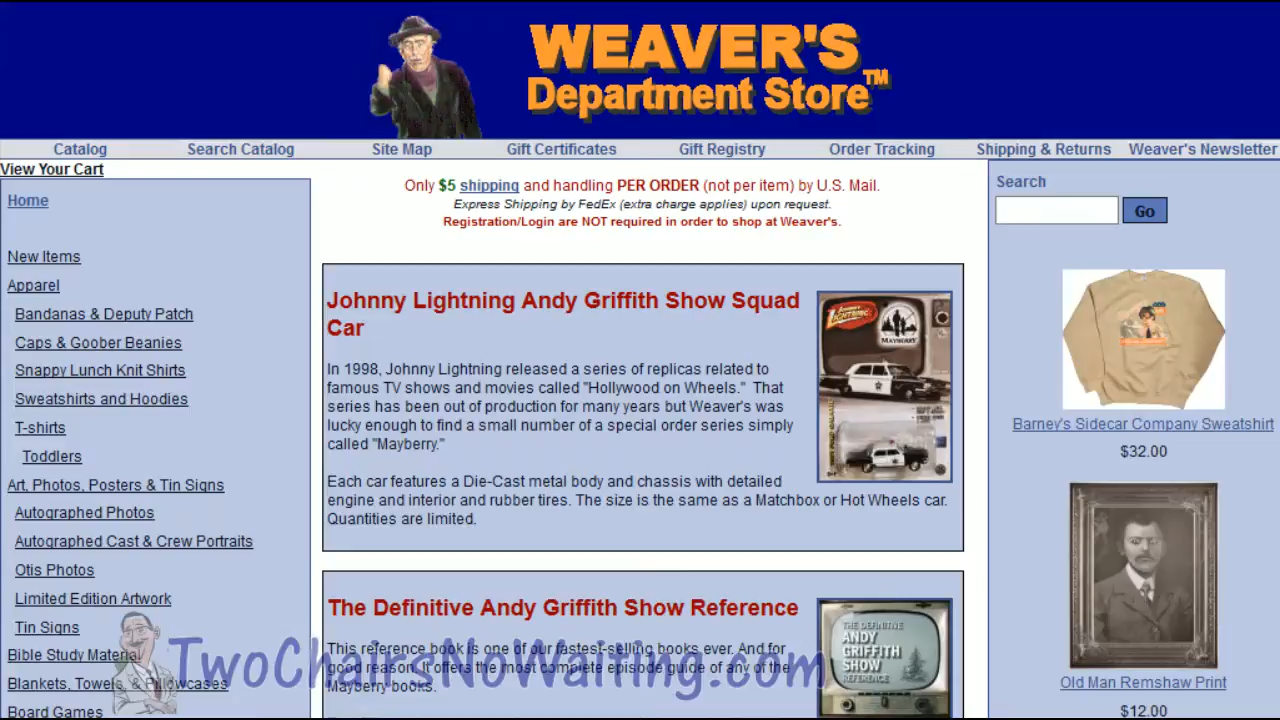 WEAVER'S
Department Store™
Catalog Search Catalog Site Map Gift Certificates Gift Registry Order Tracking Shipping & Returns Weaver's Newsletter
View Your Cart
Home
New Items
Apparel
Bandanas & Deputy Patch
Caps & Goober Beanies
Snappy Lunch Knit Shirts
Sweatshirts and Hoodies
T-shirts
Toddlers
Art, Photos, Posters & Tin Signs
Autographed Photos
Autographed Cast & Crew Portraits
Otis Photos
Limited Edition Artwork
Tin Signs
Bible Study Material
Blankets, Towels, & Pillowcases
Board Games
Only $5 shipping and handling PER ORDER (not per item) by U.S. Mail.
Express Shipping by FedEx (extra charge applies) upon request.
Registration/Login are NOT required in order to shop at Weaver's.
Johnny Lightning Andy Griffith Show Squad
Car
In 1998, Johnny Lightning released a series of replicas related to
famous TV shows and movies called "Hollywood on Wheels." That
series has been out of production for many years but Weaver's was
lucky enough to find a small number of a special order series simply
called "Mayberry."
Each car features a Die-Cast metal body and chassis with detailed
engine and interior and rubber tires. The size is the same as a Matchbox or Hot Wheels car.
Quantities are limited.
LIGHTNING
MAYBERRY
The Definitive Andy Griffith Show Reference
This reference book is one of our fastest-selling books ever. And for
good reason. It offers the most complete episode guide of any of the
Mayberry books.
THE DEFINITIVE
ANDY
GRIFFITH
SHOW
REFERENCE
Search
Go
Barney's Sidecar Company Sweatshirt
$32.00
Old Man Remshaw Print
$12.00
TwoChairsNoWaiting.com